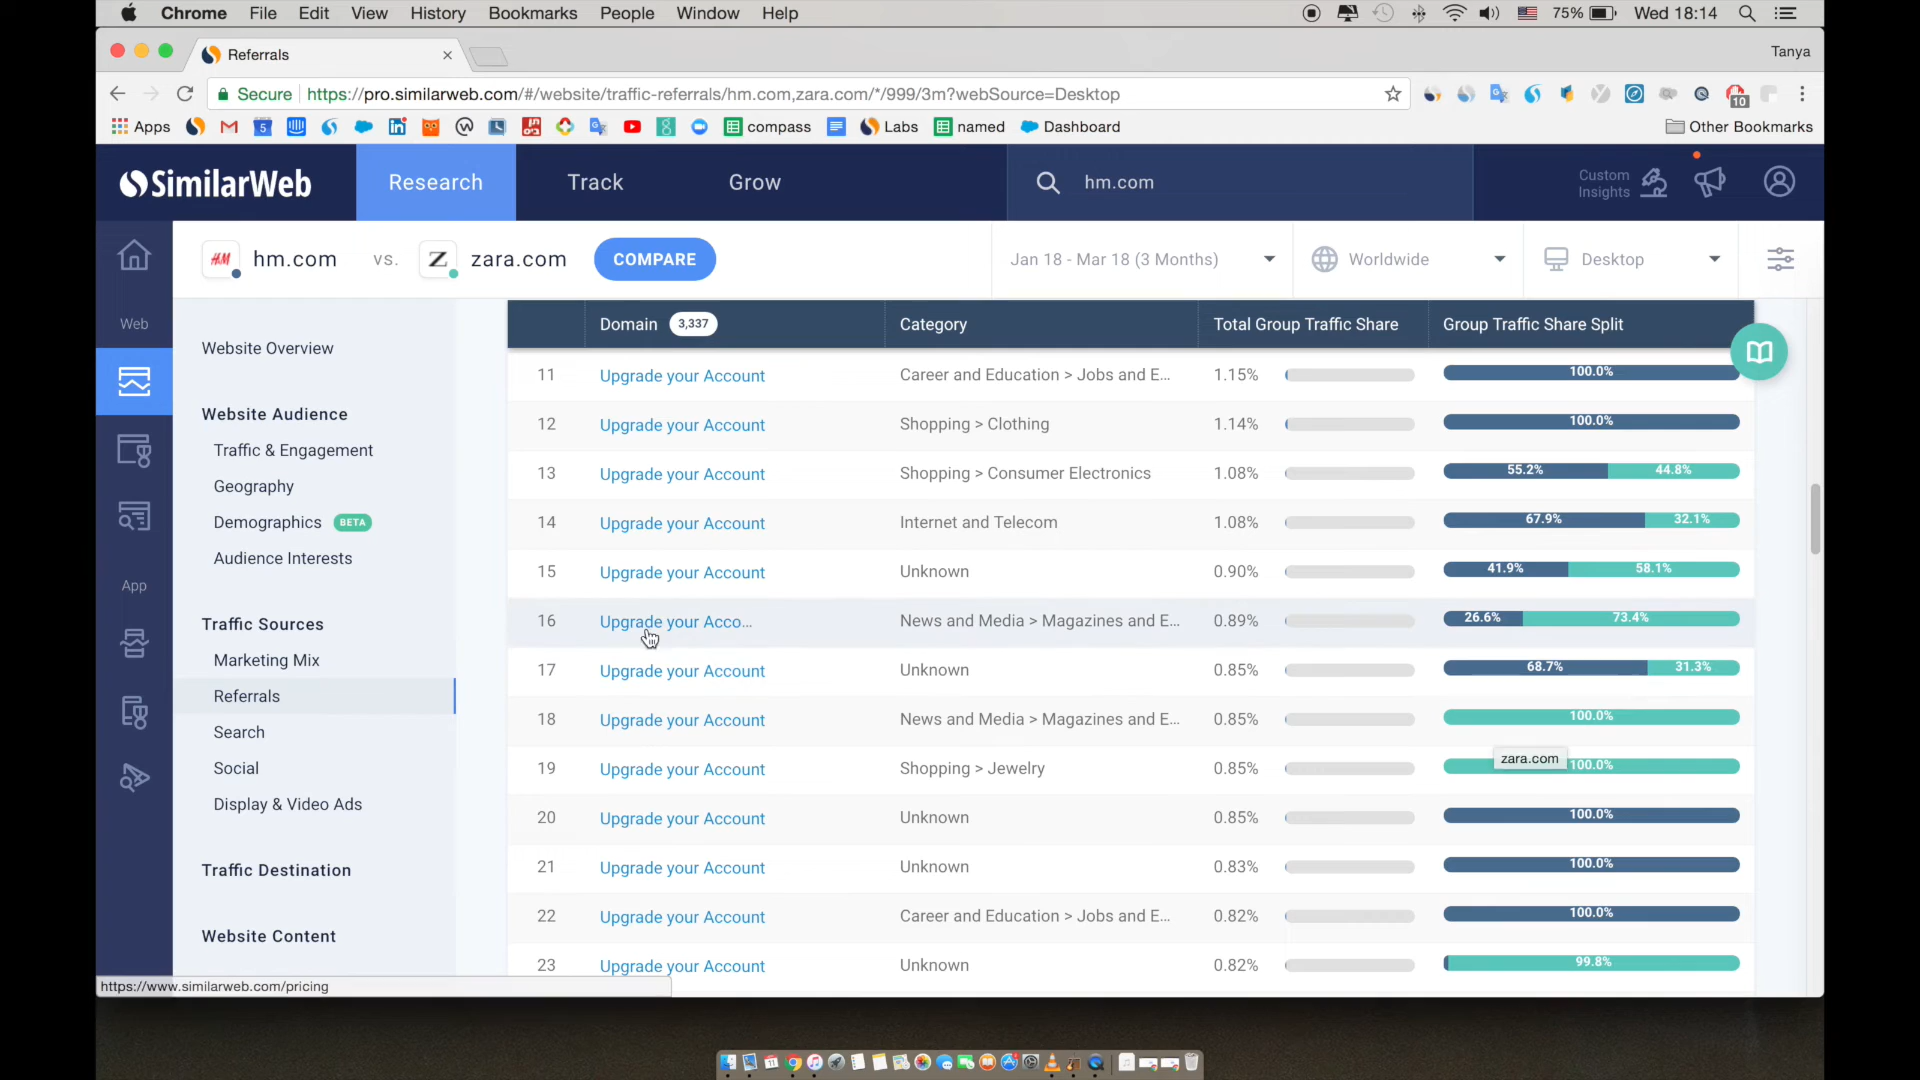 Chrome File Edit View History Bookmarks People Window Help 75% Wed 18:14
Referrals Tanya
Secure https://pro.similarweb.com/#/website/traffic-referrals/hm.com,zara.com/*/999/3m?webSource=Desktop 10
Apps 5 compass Labs named Dashboard Other Bookmarks
SimilarWeb Research Track Grow hm.com Custom Insights
HM hm.com vs. Z zara.com COMPARE Jan 18 - Mar 18 (3 Months) Worldwide Desktop
Web
App
Website Overview
Website Audience
Traffic & Engagement
Geography
Demographics BETA
Audience Interests
Traffic Sources
Marketing Mix
Referrals
Search
Social
Display & Video Ads
Traffic Destination
Website Content
Domain 3,337 Category Total Group Traffic Share Group Traffic Share Split
11 Upgrade your Account Career and Education > Jobs and E... 1.15% 100.0%
12 Upgrade your Account Shopping > Clothing 1.14% 100.0%
13 Upgrade your Account Shopping > Consumer Electronics 1.08% 55.2% 44.8%
14 Upgrade your Account Internet and Telecom 1.08% 67.9% 32.1%
15 Upgrade your Account Unknown 0.90% 41.9% 58.1%
16 Upgrade your Acco... News and Media > Magazines and E... 0.89% 26.6% 73.4%
17 Upgrade your Account Unknown 0.85% 68.7% 31.3%
18 Upgrade your Account News and Media > Magazines and E... 0.85% 100.0%
zara.com
19 Upgrade your Account Shopping > Jewelry 0.85% 100.0%
20 Upgrade your Account Unknown 0.85% 100.0%
21 Upgrade your Account Unknown 0.83% 100.0%
22 Upgrade your Account Career and Education > Jobs and E... 0.82% 100.0%
23 Upgrade your Account Unknown 0.82% 99.8%
https://www.similarweb.com/pricing